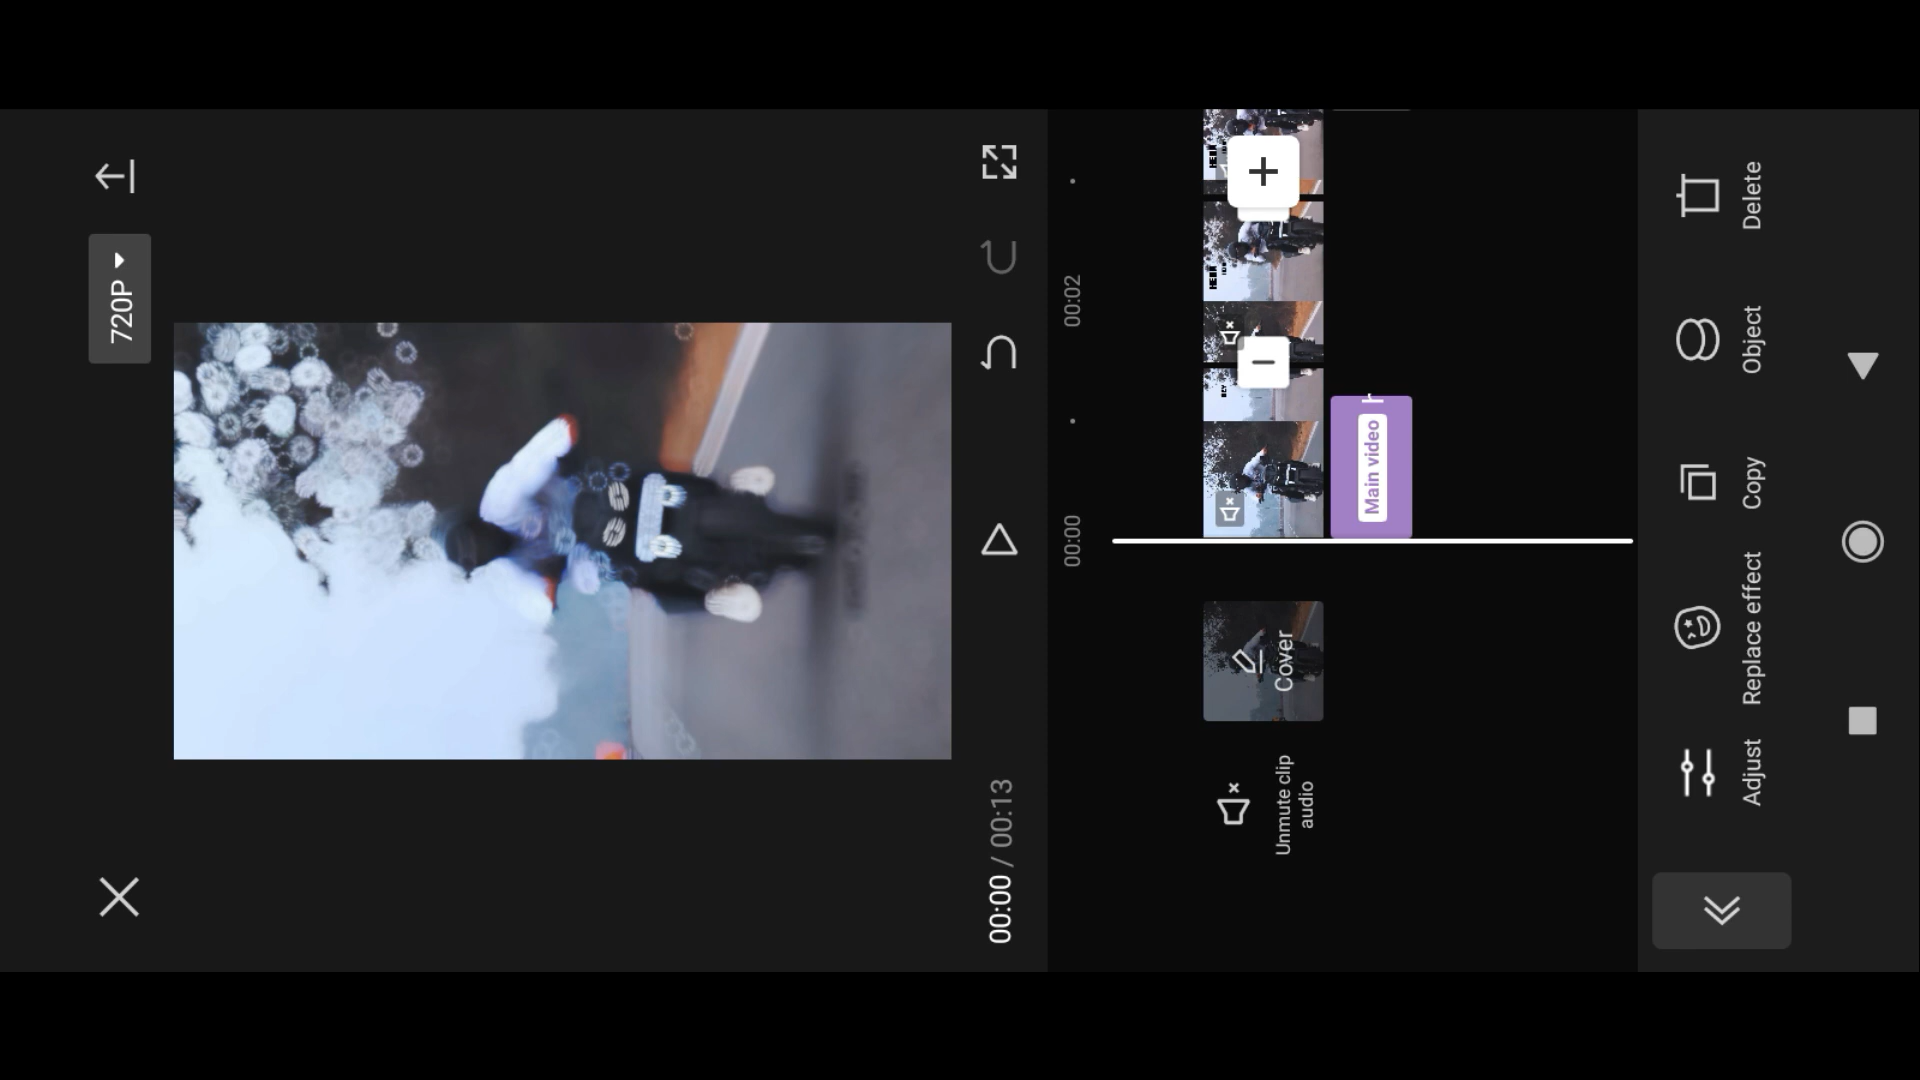 720P
00:00 / 00:13
00:00
00:02
Unmute clip
audio
Cover
Main video
Adjust
Replace effect
Copy
Object
Delete